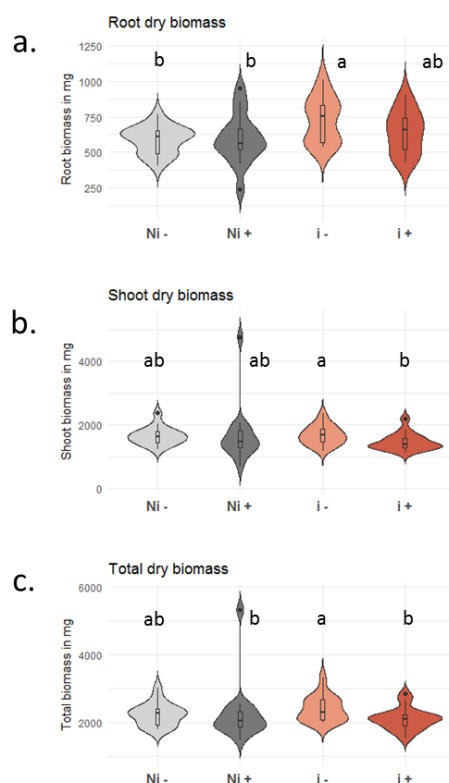 a.
Root dry biomass
Root biomass in mg
1250
1000
750
500
250
b b a ab
Ni - Ni + i - i +
b.
Shoot dry biomass
Shoot biomass in mg
4000
2000
0
ab ab a b
Ni - Ni + i - i +
c.
Total dry biomass
Total biomass in mg
6000
4000
2000
ab b a b
Ni - Ni + i - i +